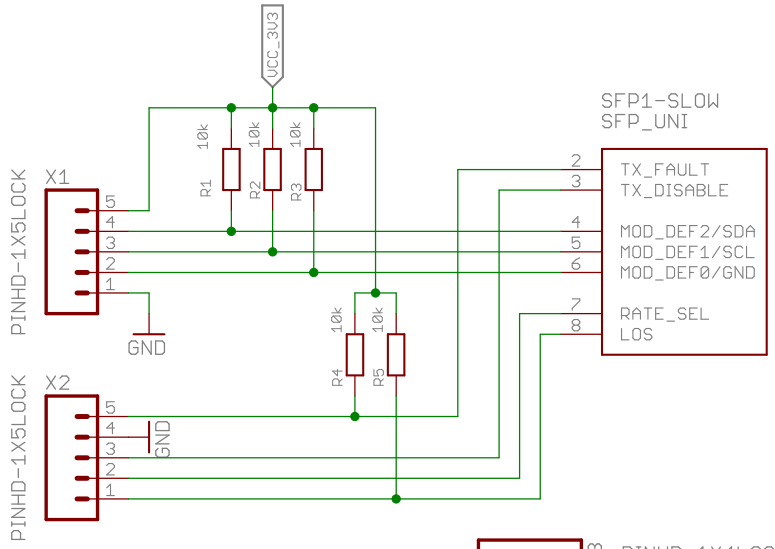 VCC_3V3
SFP1-SLOW
SFP_UNI
10k
10k
10k
R1
R2
R3
X1
PINHD-1X5LOCK
5
4
3
2
1
GND
2
TX_FAULT
3
TX_DISABLE
4
MOD_DEF2/SDA
5
MOD_DEF1/SCL
6
MOD_DEF0/GND
7
RATE_SEL
8
LOS
10k
10k
R4
R5
X2
PINHD-1X5LOCK
5
4
3
2
1
GND